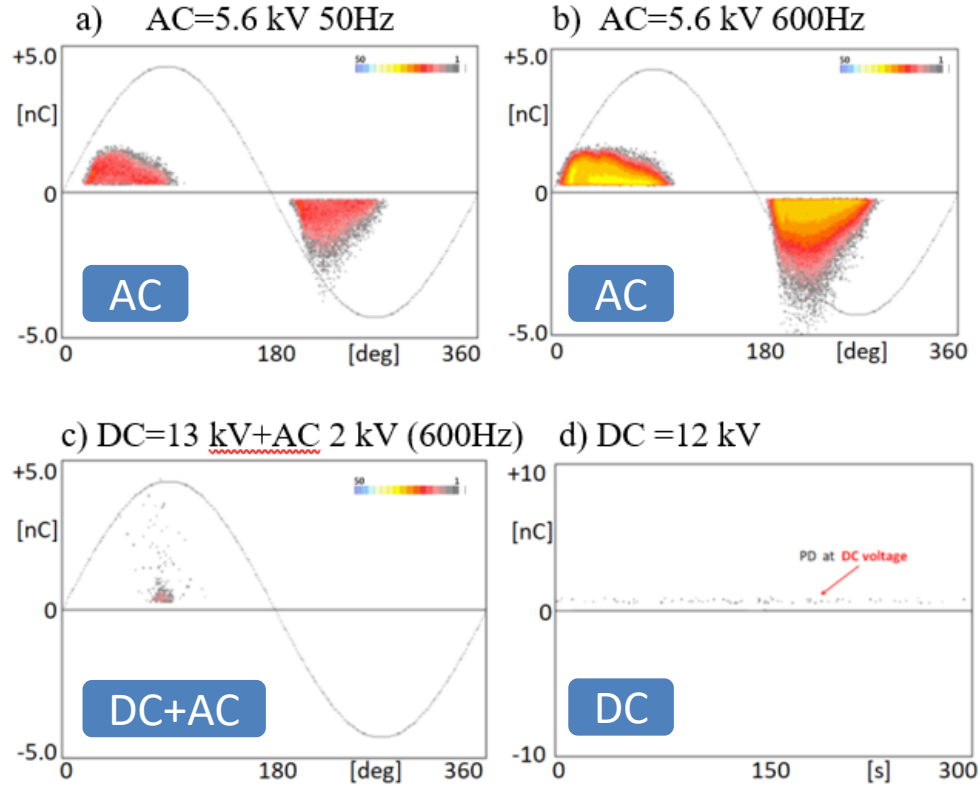 a) AC=5.6 kV 50Hz
+5.0
[nC]
0
-5.0
50 1
AC
0 180 [deg] 360
b) AC=5.6 kV 600Hz
+5.0
[nC]
0
-5.0
50 1
AC
0 180 [deg] 360
c) DC=13 kV+AC 2 kV (600Hz)
+5.0
[nC]
0
-5.0
50 1
DC+AC
0 180 [deg] 360
d) DC =12 kV
+10
[nC]
0
-10
PD at DC voltage
DC
0 150 [s] 300